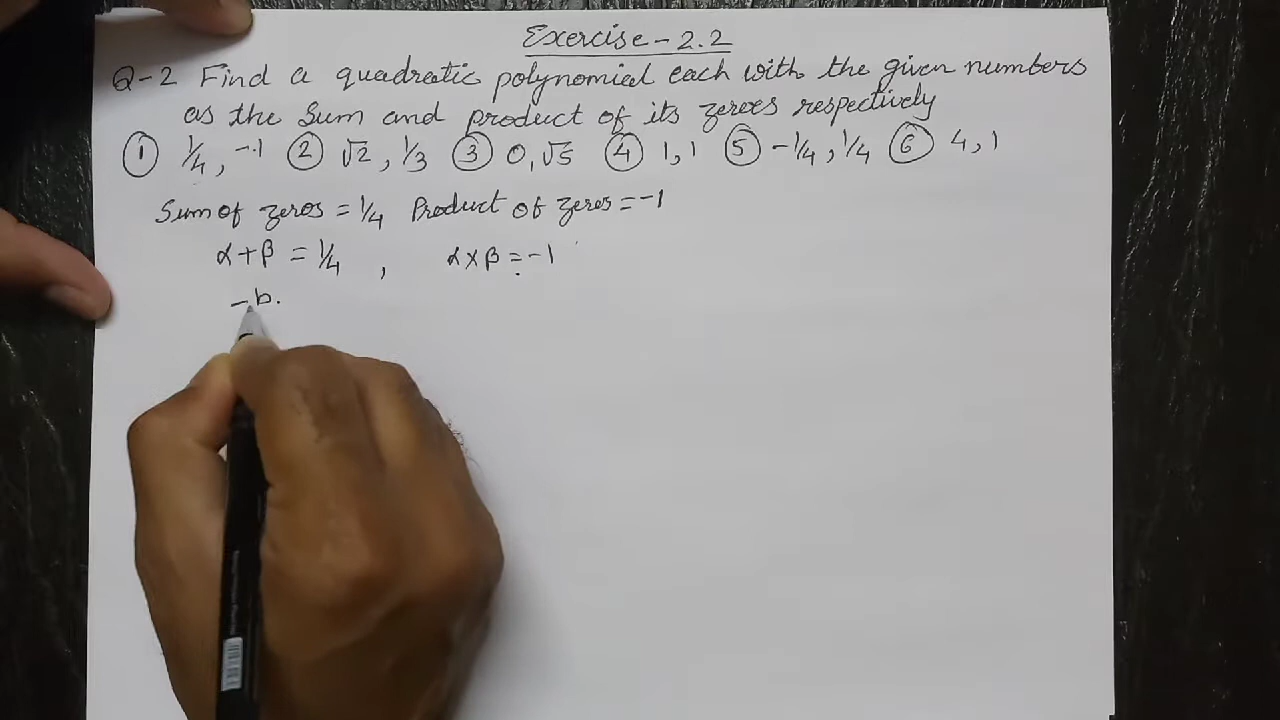 Exercise - 2.2
Q-2 Find a quadratic polynomial each with the given numbers
as the Sum and product of its zeroes respectively
① 1/4, -1 ② √2, 1/3 ③ 0, √5 ④ 1, 1 ⑤ -1/4, 1/4 ⑥ 4, 1
Sum of zeros = 1/4 Product of zeros = -1
α+β = 1/4 , α×β = -1
-b